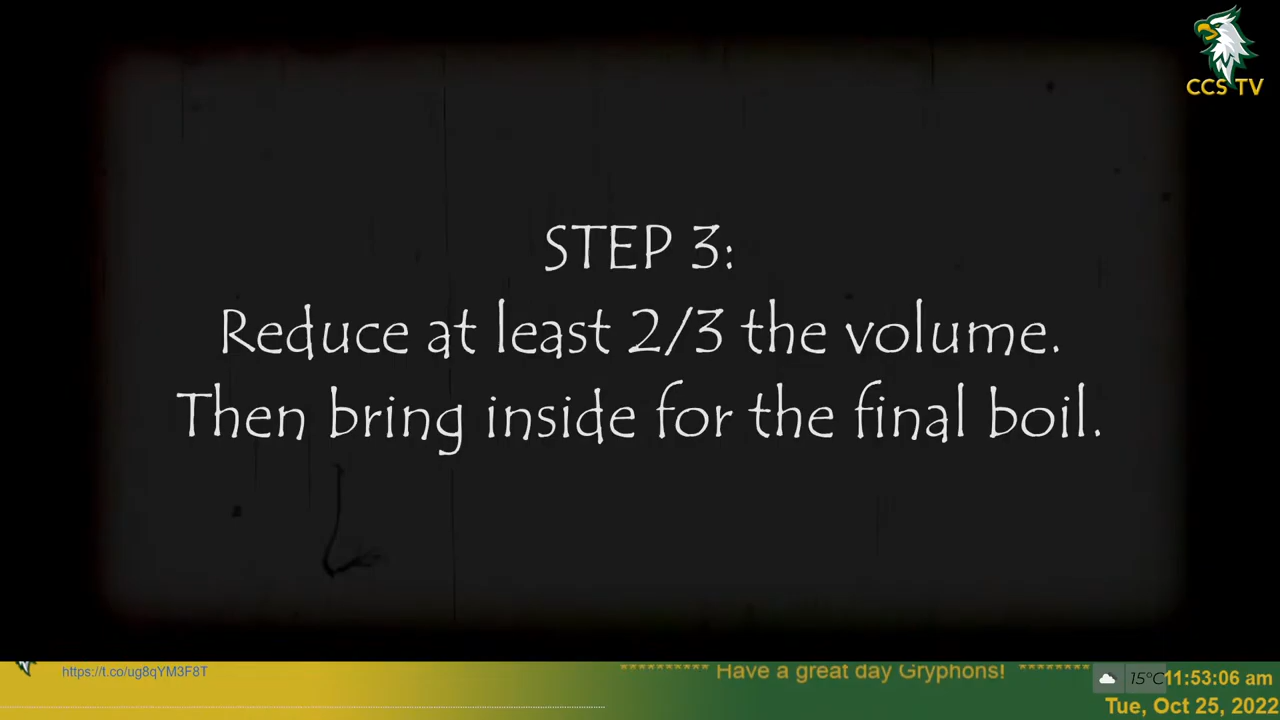 CCS TV
STEP 3:
Reduce at least 2/3 the volume.
Then bring inside for the final boil.
https://t.co/ug8qYM3F8T
********** Have a great day Gryphons! ********
15°C
11:53:06 am
Tue, Oct 25, 2022